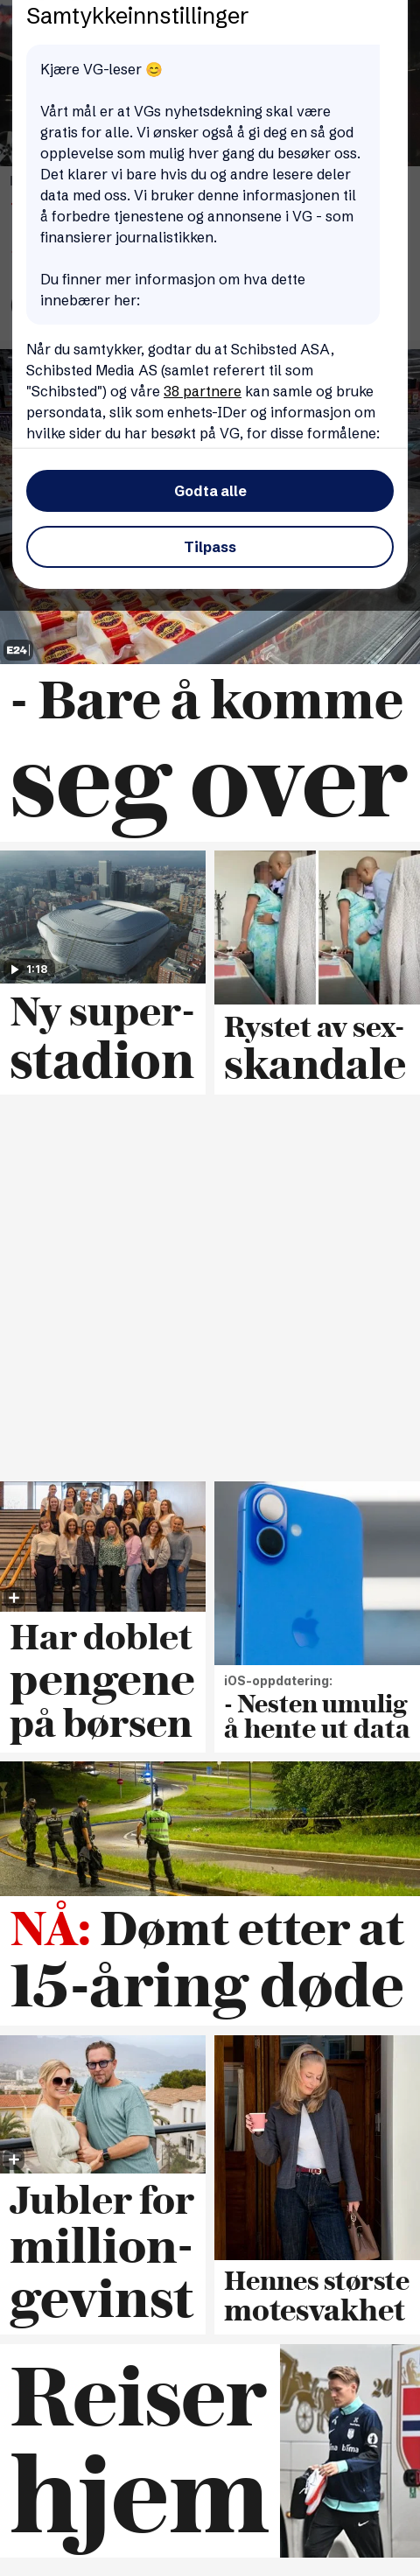 Samtykkeinnstillinger
Kjære VG-leser 😊
Vårt mål er at VGs nyhetsdekning skal være
gratis for alle. Vi ønsker også å gi deg en så god
opplevelse som mulig hver gang du besøker oss.
Det klarer vi bare hvis du og andre lesere deler
data med oss. Vi bruker denne informasjonen til
å forbedre tjenestene og annonsene i VG - som
finansierer journalistikken.
Du finner mer informasjon om hva dette
innebærer her:
Når du samtykker, godtar du at Schibsted ASA,
Schibsted Media AS (samlet referert til som
"Schibsted") og våre 38 partnere kan samle og bruke
persondata, slik som enhets-IDer og informasjon om
hvilke sider du har besøkt på VG, for disse formålene:
Godta alle
Tilpass
E24
- Bare å komme
seg over
1:18
Ny super-
stadion
Rystet av sex-
skandale
Har doblet
pengene
på børsen
iOS-oppdatering:
- Nesten umulig
å hente ut data
NÅ: Dømt etter at
15-åring døde
Jubler for
million-
gevinst
Hennes største
motesvakhet
Reiser
hjem